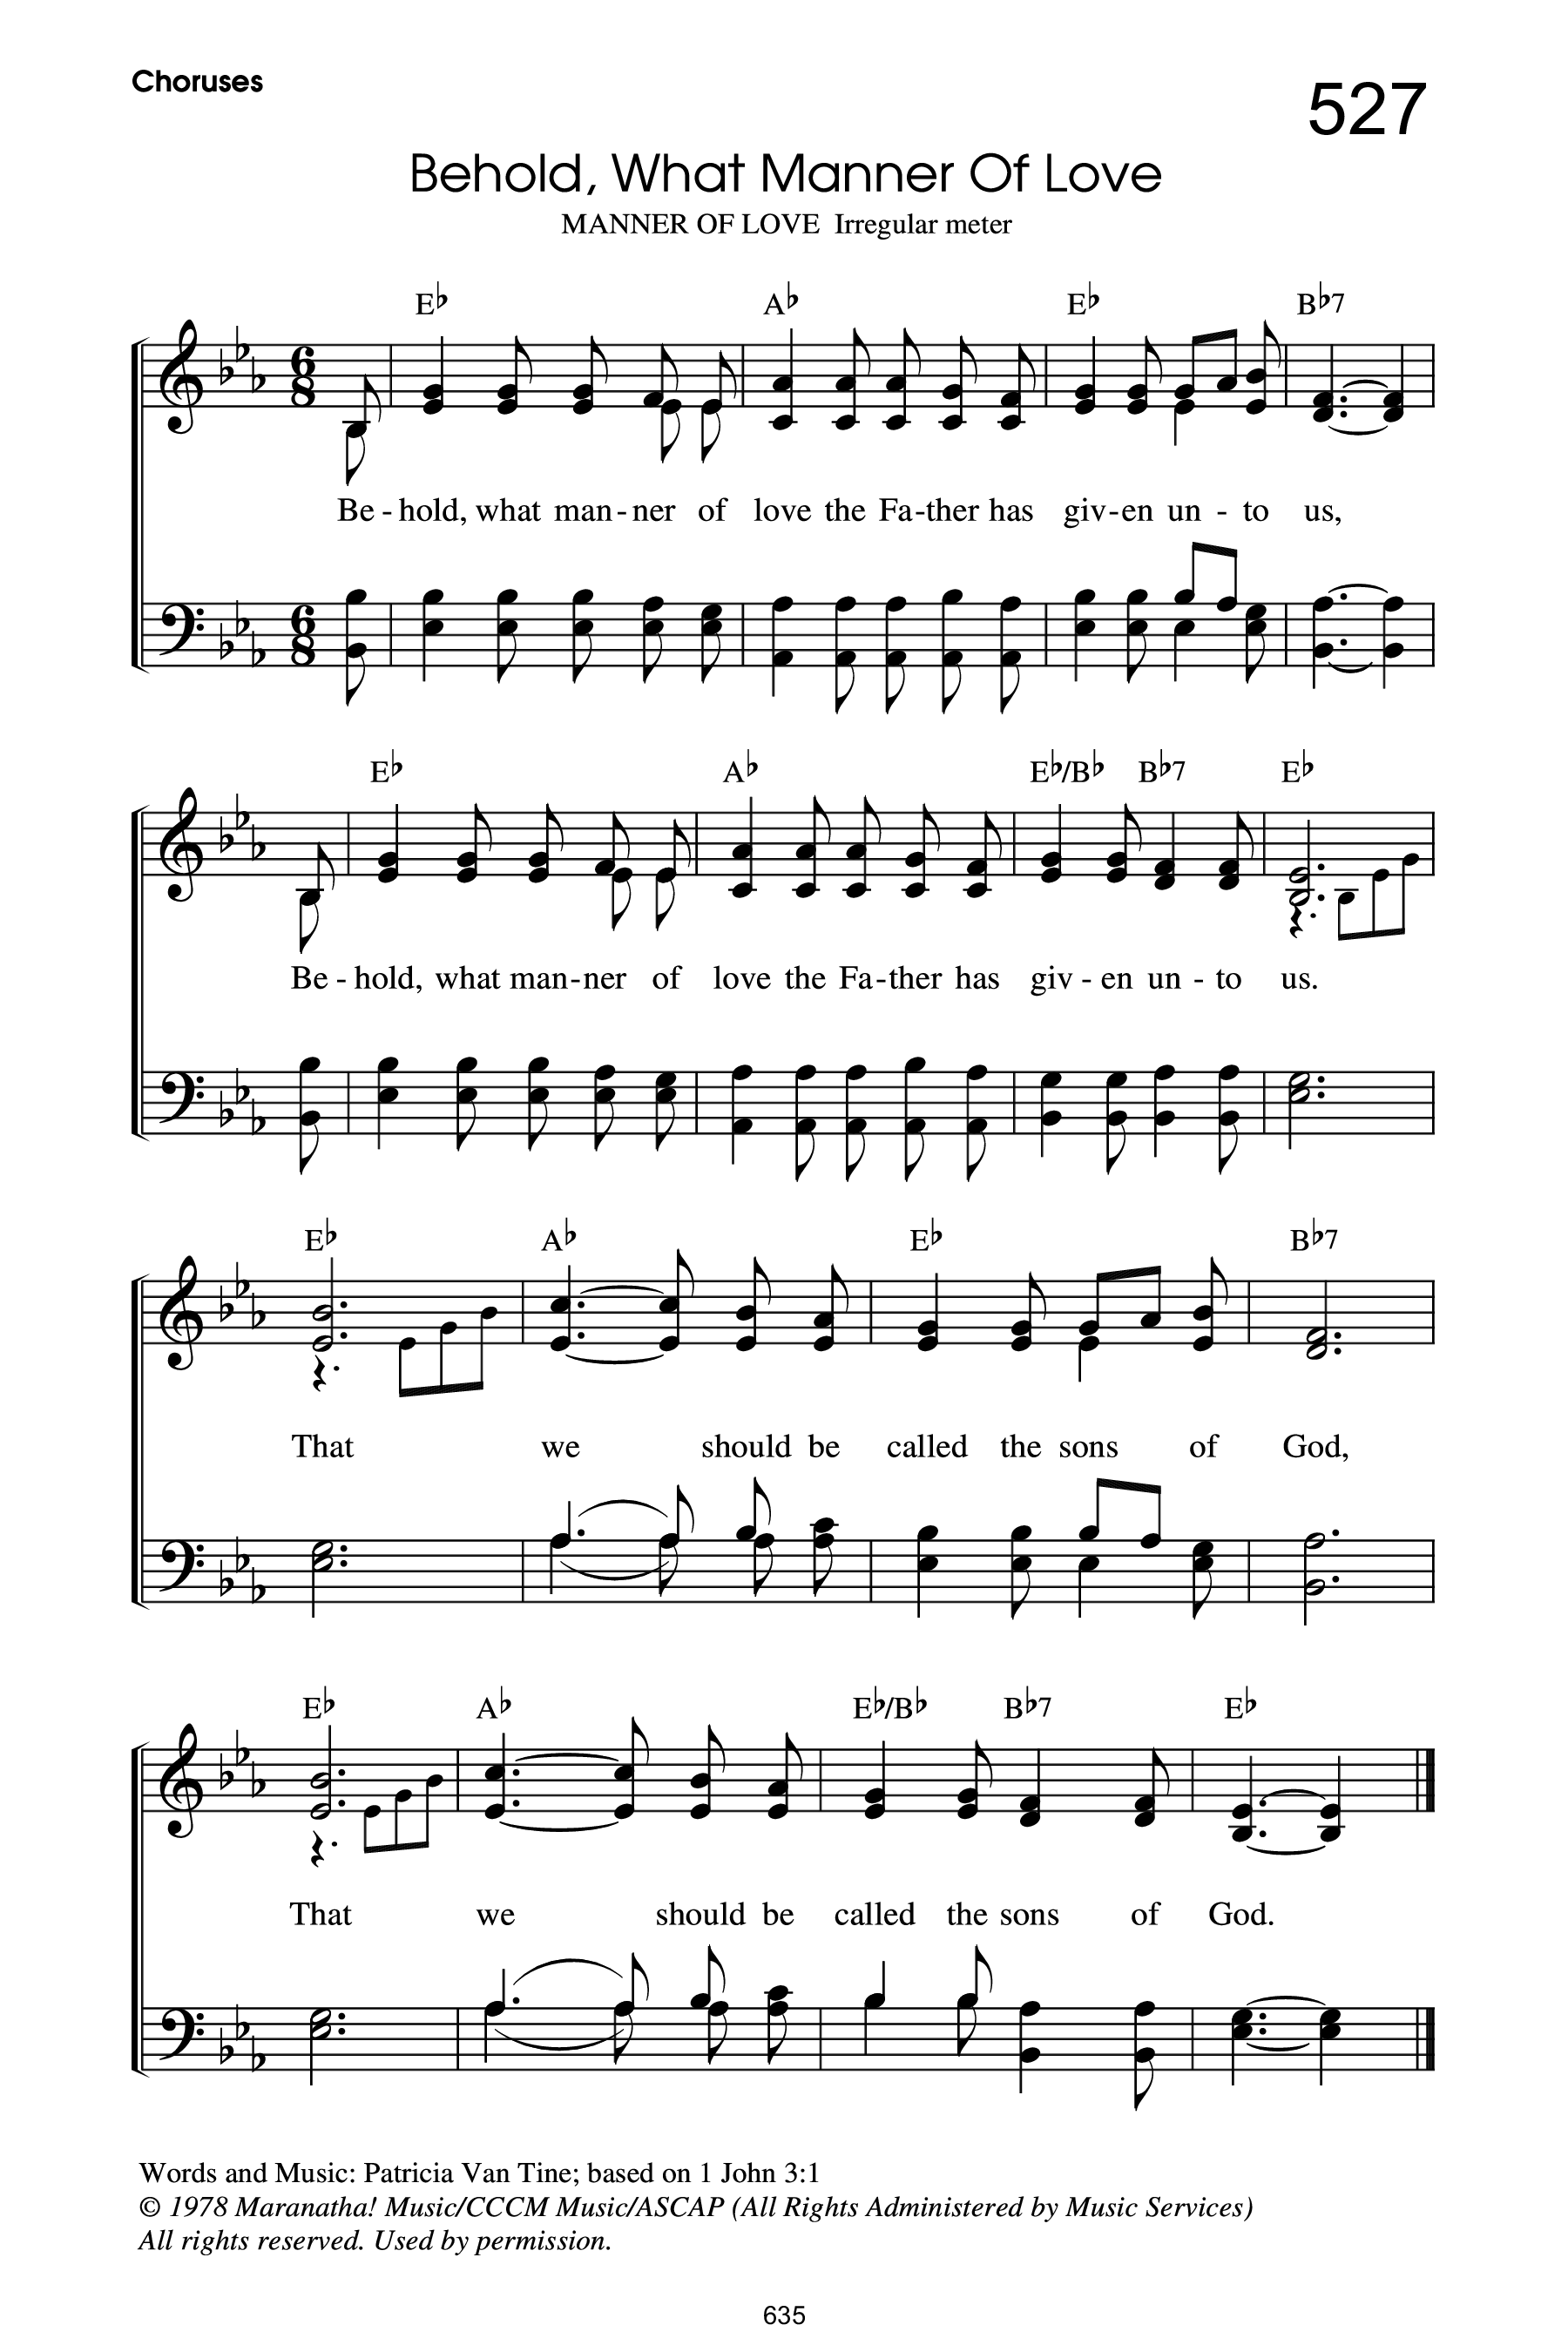 Choruses
527
Behold, What Manner Of Love
MANNER OF LOVE Irregular meter
E♭ A♭ E♭ B♭7
Be - hold, what man - ner of love the Fa - ther has giv - en un - to us,
E♭ A♭ E♭/B♭ B♭7 E♭
Be - hold, what man - ner of love the Fa - ther has giv - en un - to us.
E♭ A♭ E♭ B♭7
That we should be called the sons of God,
E♭ A♭ E♭/B♭ B♭7 E♭
That we should be called the sons of God.
Words and Music: Patricia Van Tine; based on 1 John 3:1
© 1978 Maranatha! Music/CCCM Music/ASCAP (All Rights Administered by Music Services)
All rights reserved. Used by permission.
635